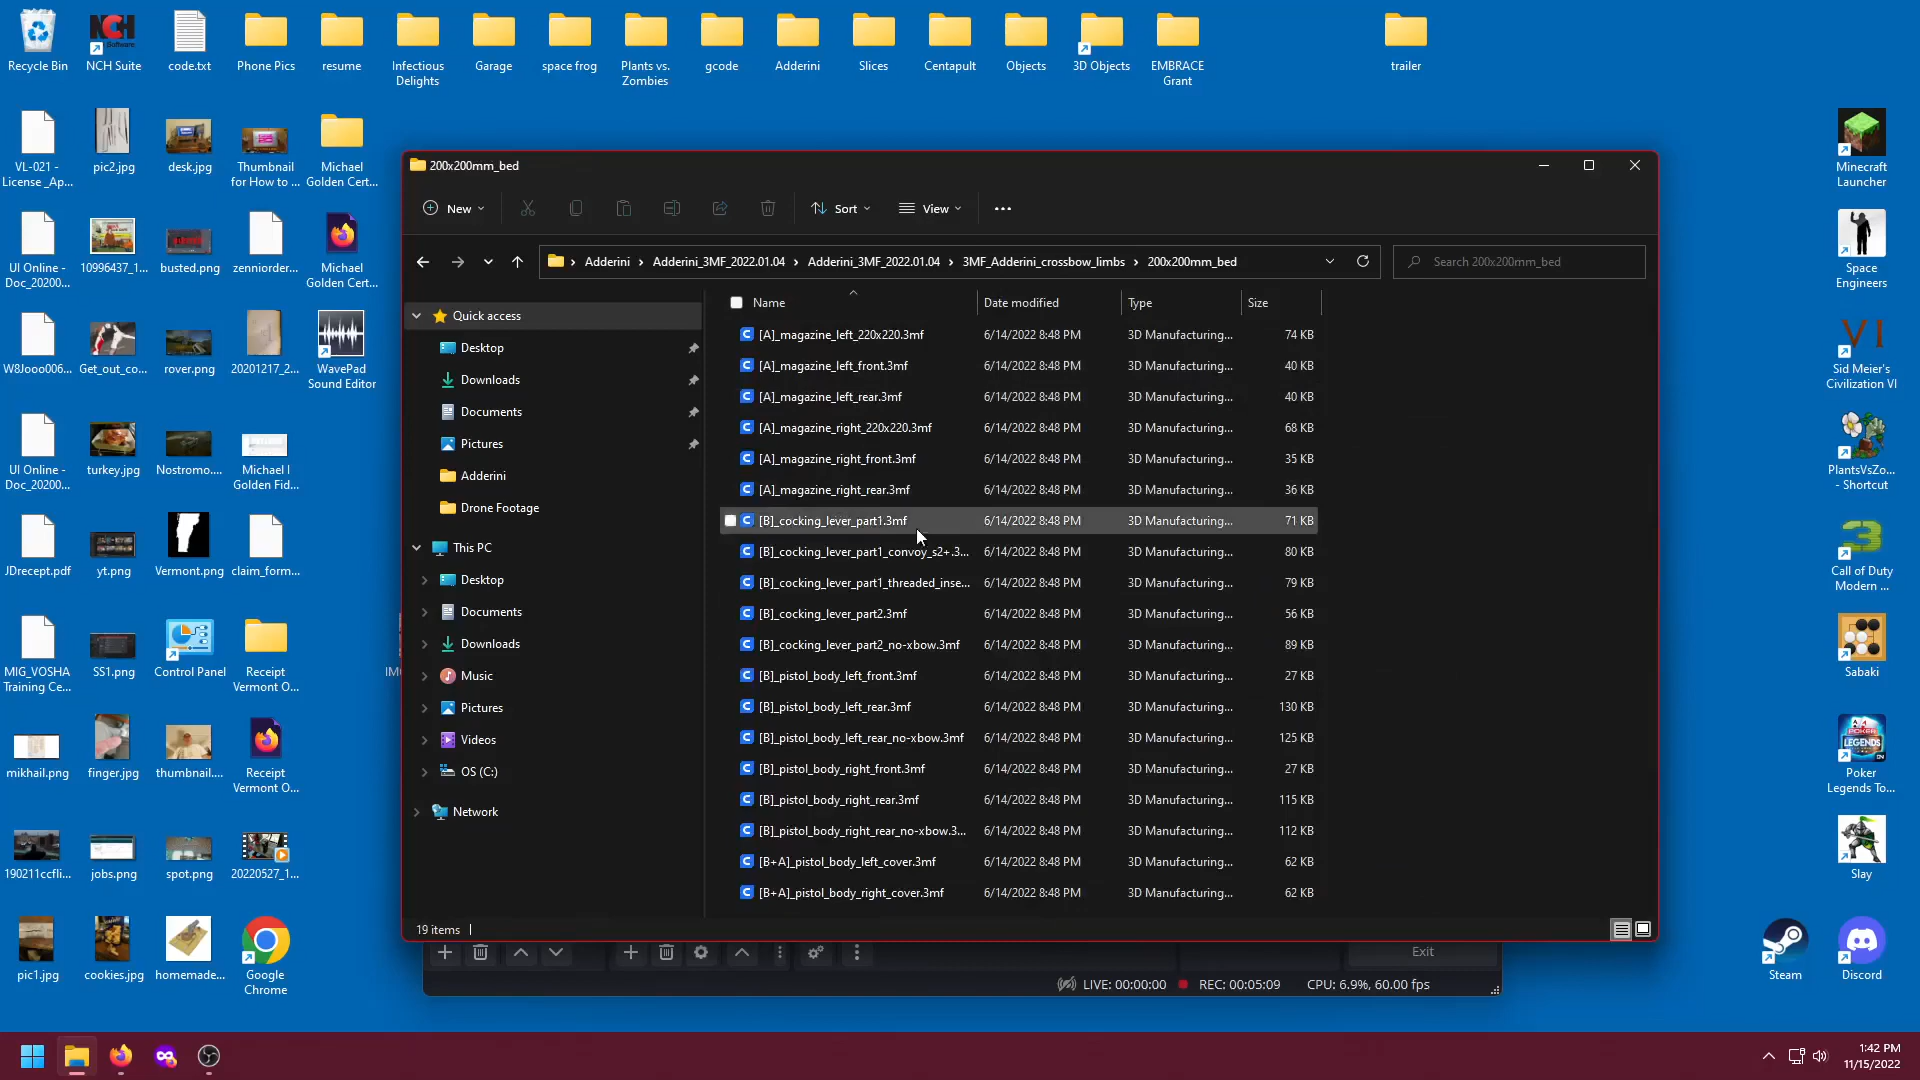 Recycle Bin
NCH Suite
code.txt
Phone Pics
resume
Infectious
Delights
Garage
space frog
Plants vs.
Zombies
gcode
Adderini
Slices
Centapult
Objects
3D Objects
EMBRACE
Grant
trailer
VL-021 -
License _Ap...
pic2.jpg
desk.jpg
Thumbnail
for How to ...
Michael
Golden Cert...
UI Online -
Doc_20200...
10996437_1...
busted.png
zenniorder...
Michael
Golden Cert...
W8Jooo006...
Get_out_co...
rover.png
20201217_2...
WavePad
Sound Editor
UI Online -
Doc_20200...
turkey.jpg
Nostromo....
Michael I
Golden Fid...
JDrecept.pdf
yt.png
Vermont.png
claim_form...
MIG_VOSHA
Training Ce...
SS1.png
Control Panel
Receipt
Vermont O...
mikhail.png
finger.jpg
thumbnail....
Receipt
Vermont O...
190211ccfli...
jobs.png
spot.png
20220527_1...
pic1.jpg
cookies.jpg
homemade...
Google
Chrome
200x200mm_bed
New
Sort
View
Adderini
Adderini_3MF_2022.01.04
Adderini_3MF_2022.01.04
3MF_Adderini_crossbow_limbs
200x200mm_bed
Search 200x200mm_bed
Quick access
Desktop
Downloads
Documents
Pictures
Adderini
Drone Footage
This PC
Desktop
Documents
Downloads
Music
Pictures
Videos
OS (C:)
Network
Name Date modified Type Size
[A]_magazine_left_220x220.3mf 6/14/2022 8:48 PM 3D Manufacturing... 74 KB
[A]_magazine_left_front.3mf 6/14/2022 8:48 PM 3D Manufacturing... 40 KB
[A]_magazine_left_rear.3mf 6/14/2022 8:48 PM 3D Manufacturing... 40 KB
[A]_magazine_right_220x220.3mf 6/14/2022 8:48 PM 3D Manufacturing... 68 KB
[A]_magazine_right_front.3mf 6/14/2022 8:48 PM 3D Manufacturing... 35 KB
[A]_magazine_right_rear.3mf 6/14/2022 8:48 PM 3D Manufacturing... 36 KB
[B]_cocking_lever_part1.3mf 6/14/2022 8:48 PM 3D Manufacturing... 71 KB
[B]_cocking_lever_part1_convoy_s2+.3... 6/14/2022 8:48 PM 3D Manufacturing... 80 KB
[B]_cocking_lever_part1_threaded_inse... 6/14/2022 8:48 PM 3D Manufacturing... 79 KB
[B]_cocking_lever_part2.3mf 6/14/2022 8:48 PM 3D Manufacturing... 56 KB
[B]_cocking_lever_part2_no-xbow.3mf 6/14/2022 8:48 PM 3D Manufacturing... 89 KB
[B]_pistol_body_left_front.3mf 6/14/2022 8:48 PM 3D Manufacturing... 27 KB
[B]_pistol_body_left_rear.3mf 6/14/2022 8:48 PM 3D Manufacturing... 130 KB
[B]_pistol_body_left_rear_no-xbow.3mf 6/14/2022 8:48 PM 3D Manufacturing... 125 KB
[B]_pistol_body_right_front.3mf 6/14/2022 8:48 PM 3D Manufacturing... 27 KB
[B]_pistol_body_right_rear.3mf 6/14/2022 8:48 PM 3D Manufacturing... 115 KB
[B]_pistol_body_right_rear_no-xbow.3... 6/14/2022 8:48 PM 3D Manufacturing... 112 KB
[B+A]_pistol_body_left_cover.3mf 6/14/2022 8:48 PM 3D Manufacturing... 62 KB
[B+A]_pistol_body_right_cover.3mf 6/14/2022 8:48 PM 3D Manufacturing... 62 KB
19 items
Exit
LIVE: 00:00:00
REC: 00:05:09
CPU: 6.9%, 60.00 fps
Minecraft
Launcher
Space
Engineers
Sid Meier's
Civilization VI
PlantsVsZo...
- Shortcut
Call of Duty
Modern ...
Sabaki
Poker
Legends To...
Slay
Steam
Discord
1:42 PM
11/15/2022